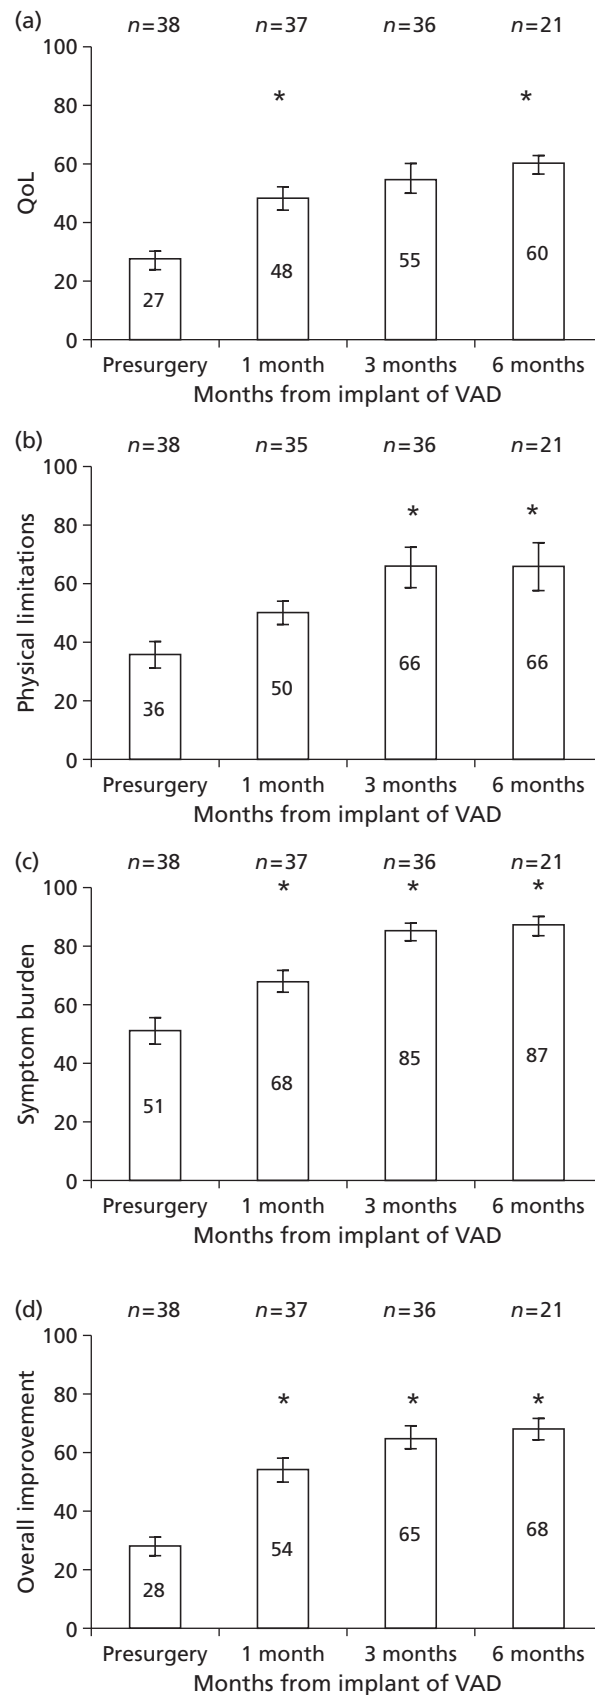 (a)
n=38 n=37 n=36 n=21
100
80
60
40
20
0
QoL
* *
27 48 55 60
Presurgery 1 month 3 months 6 months
Months from implant of VAD
(b)
n=38 n=35 n=36 n=21
100
80
60
40
20
0
Physical limitations
* *
36 50 66 66
Presurgery 1 month 3 months 6 months
Months from implant of VAD
(c)
n=38 n=37 n=36 n=21
100
80
60
40
20
0
Symptom burden
* * *
51 68 85 87
Presurgery 1 month 3 months 6 months
Months from implant of VAD
(d)
n=38 n=37 n=36 n=21
100
80
60
40
20
0
Overall improvement
* * *
28 54 65 68
Presurgery 1 month 3 months 6 months
Months from implant of VAD